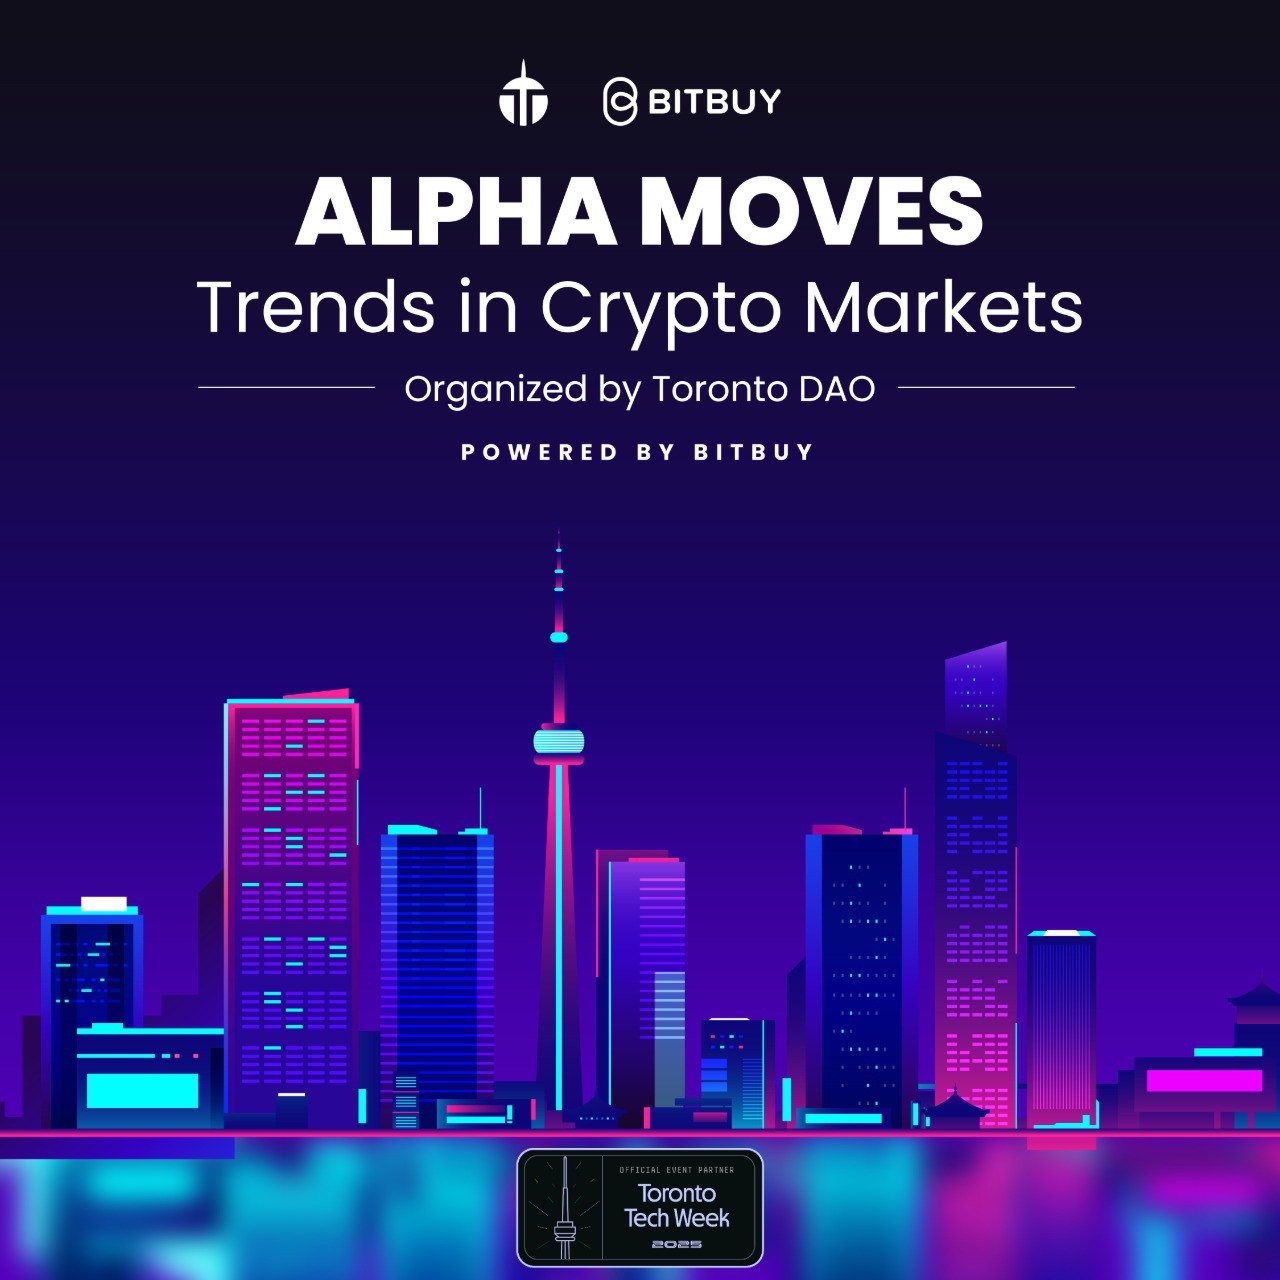 BITBUY
ALPHA MOVES
Trends in Crypto Markets
Organized by Toronto DAO
POWERED BY BITBUY
OFFICIAL EVENT PARTNER
Toronto
Tech Week
2025